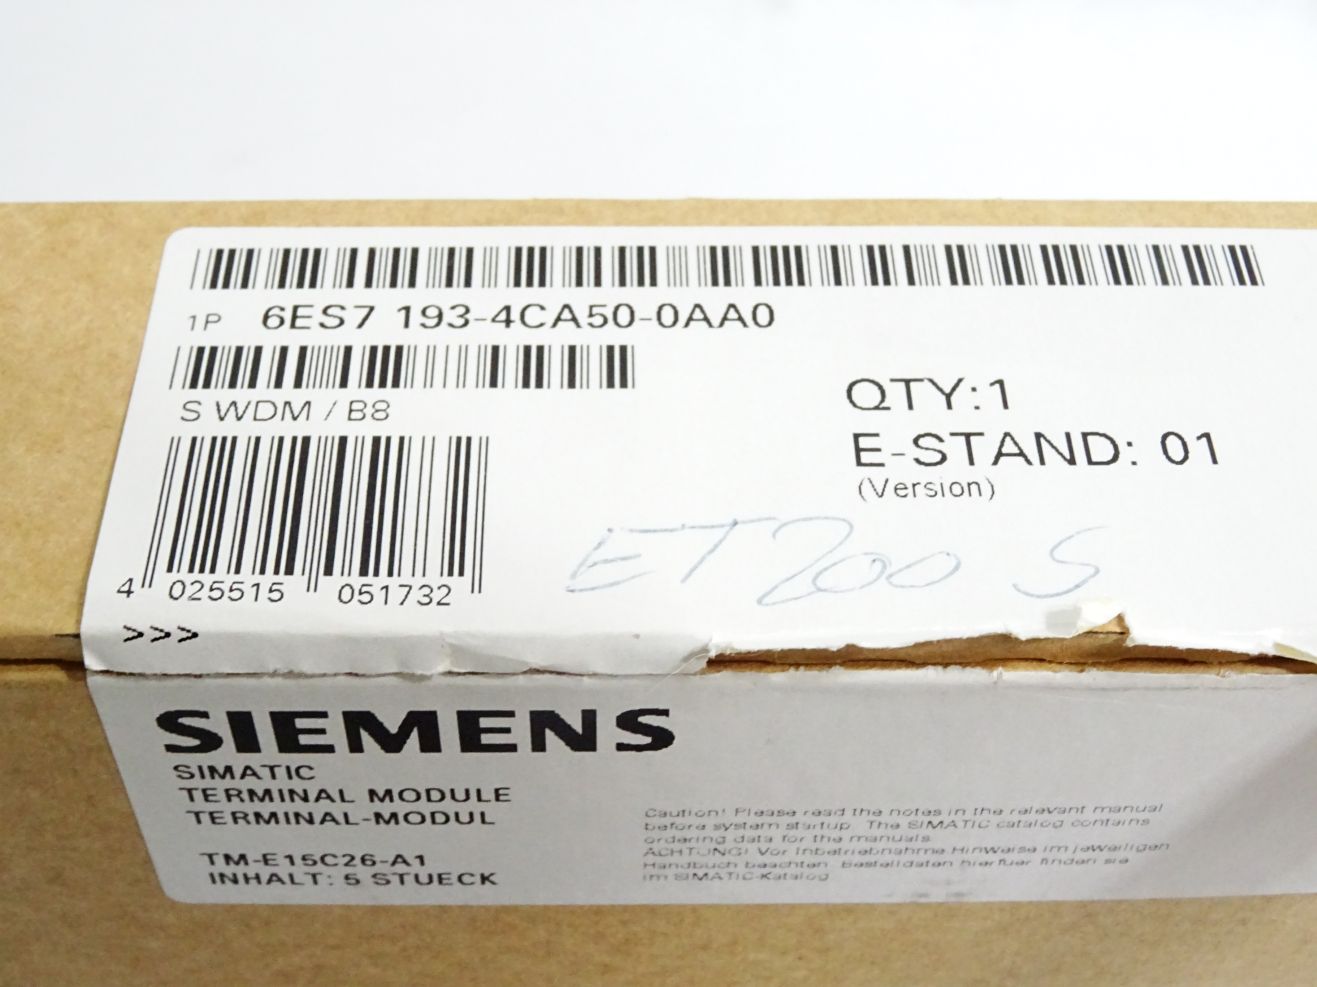 1P 6ES7 193-4CA50-0AA0
S WDM / B8
QTY:1
E-STAND: 01
(Version)
ET 200 S
4 025515 051732
>>>
SIEMENS
SIMATIC
TERMINAL MODULE
TERMINAL-MODUL
TM-E15C26-A1
INHALT: 5 STUECK
Caution! Please read the notes in the relevant manual
before system startup. The SIMATIC catalog contains
ordering data for the manuals.
ACHTUNG! Vor Inbetriebnahme Hinweise im jeweiligen
Handbuch beachten. Bestelldaten hierfuer finden sie
im SIMATIC-Katalog